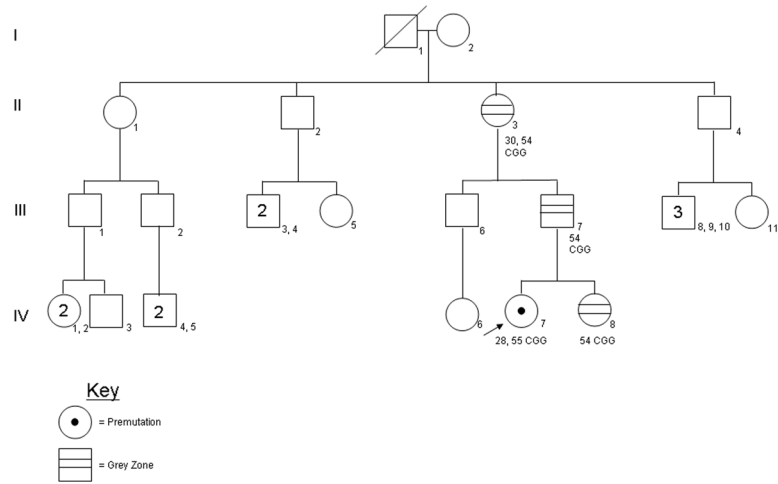 I
1
2
II
1
2
3
4
30, 54
CGG
III
1
2
2
3, 4
5
6
7
54
CGG
3
8, 9, 10
11
IV
2
1, 2
3
2
4, 5
6
7
8
28, 55 CGG
54 CGG
Key
= Premutation
= Grey Zone